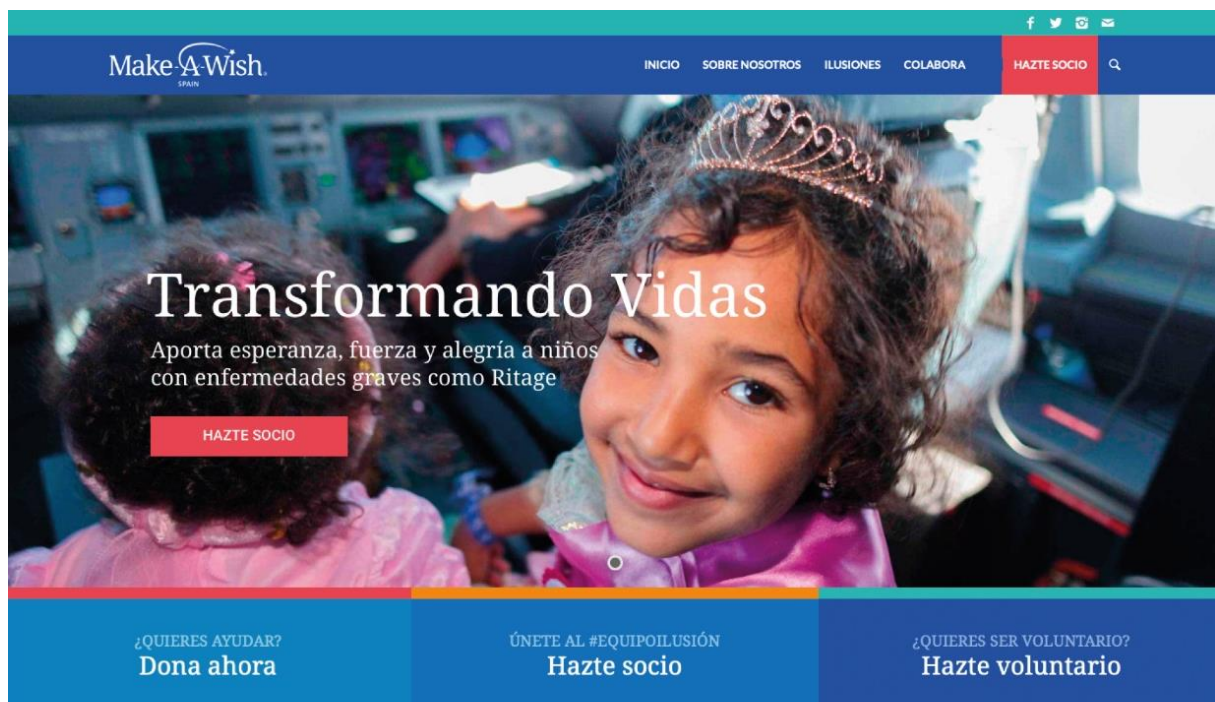 Make-A-Wish®
SPAIN
INICIO SOBRE NOSOTROS ILUSIONES COLABORA HAZTE SOCIO
Transformando Vidas
Aporta esperanza, fuerza y alegría a niños
con enfermedades graves como Ritage
HAZTE SOCIO
¿QUIERES AYUDAR?
Dona ahora
ÚNETE AL #EQUIPOILUSIÓN
Hazte socio
¿QUIERES SER VOLUNTARIO?
Hazte voluntario